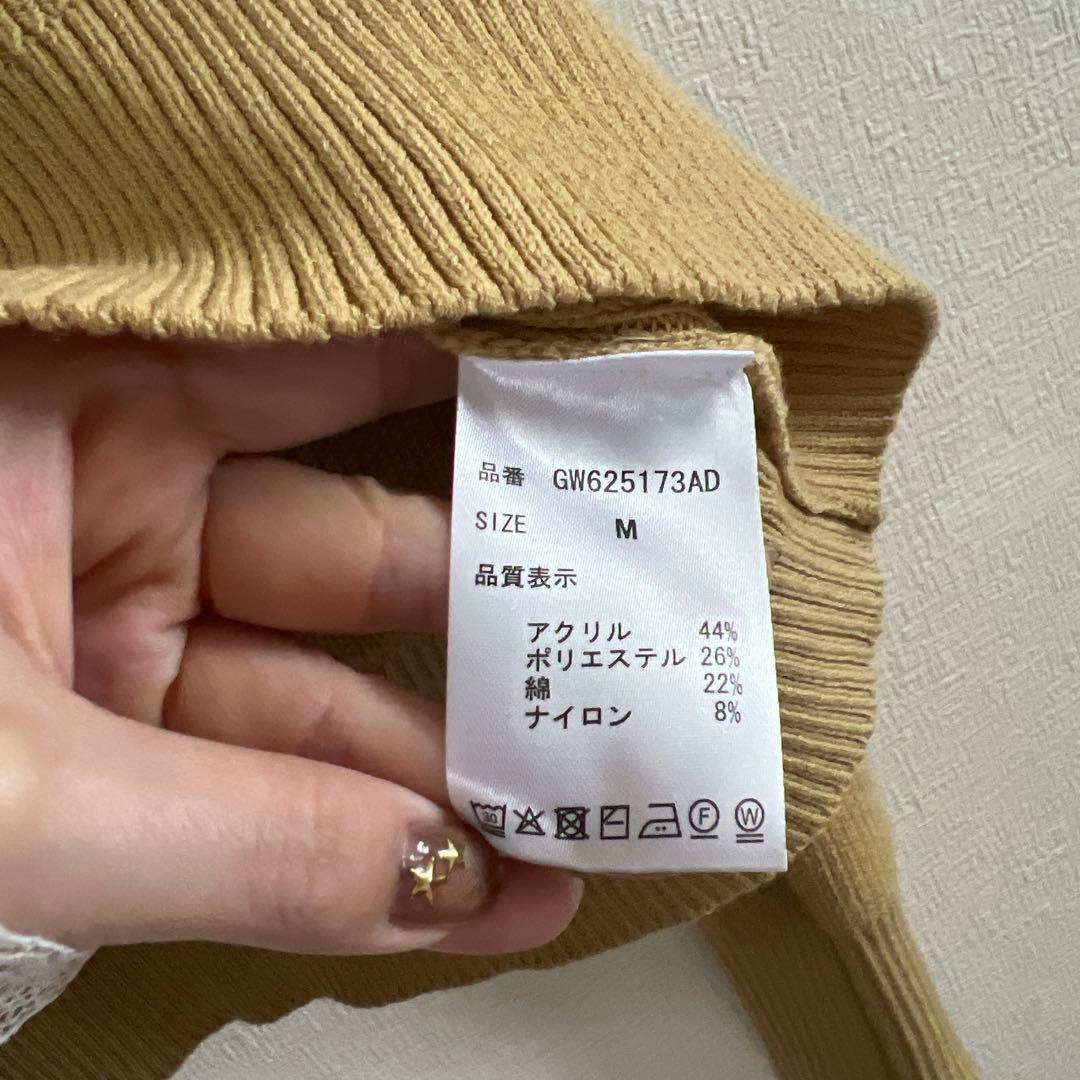 品番 GW625173AD
SIZE M
品質表示
アクリル 44%
ポリエステル 26%
綿 22%
ナイロン 8%
30 F W